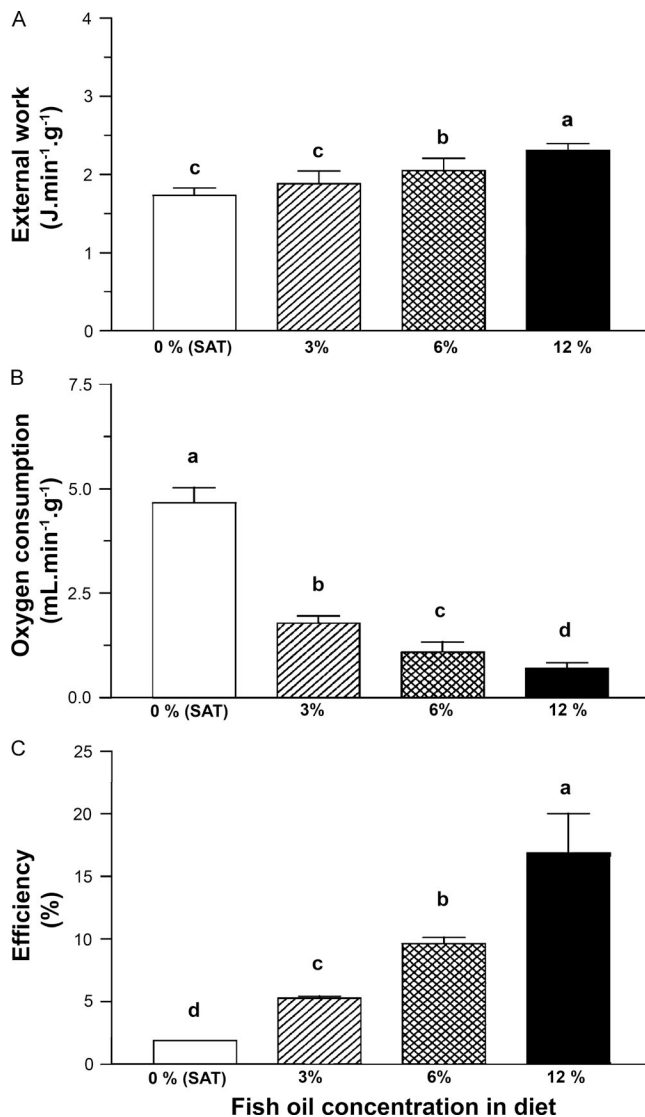 A
External work
(J.min⁻¹.g⁻¹)
4
3
2
1
0
c
c
b
a
0 % (SAT)
3%
6%
12 %
B
Oxygen consumption
(mL.min⁻¹.g⁻¹)
7.5
5.0
2.5
0.0
a
b
c
d
0 % (SAT)
3%
6%
12 %
C
Efficiency
(%)
25
20
15
10
5
0
d
c
b
a
0 % (SAT)
3%
6%
12 %
Fish oil concentration in diet